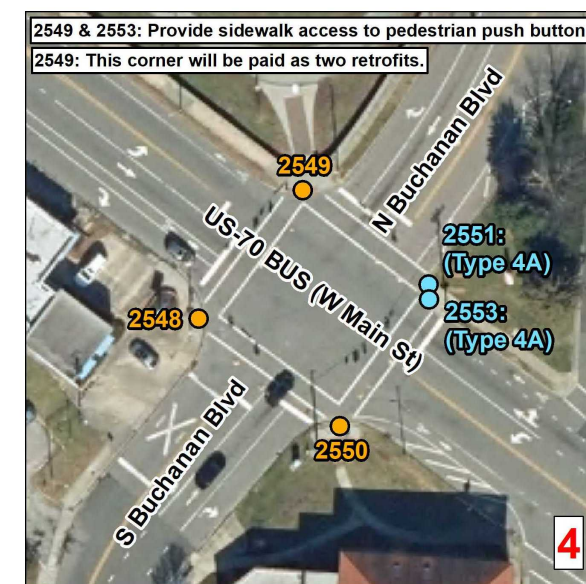 2549 & 2553: Provide sidewalk access to pedestrian push button
2549: This corner will be paid as two retrofits.
2549
N Buchanan Blvd
US-70 BUS (W Main St)
2551:
(Type 4A)
2548
2553:
(Type 4A)
S Buchanan Blvd
2550
4